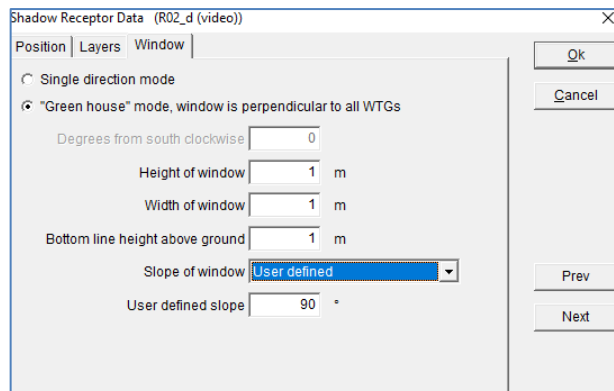 Shadow Receptor Data (R02_d (video))
Position Layers Window
Single direction mode
"Green house" mode, window is perpendicular to all WTGs
Degrees from south clockwise 0
Height of window 1 m
Width of window 1 m
Bottom line height above ground 1 m
Slope of window User defined
User defined slope 90 °
Ok
Cancel
Prev
Next